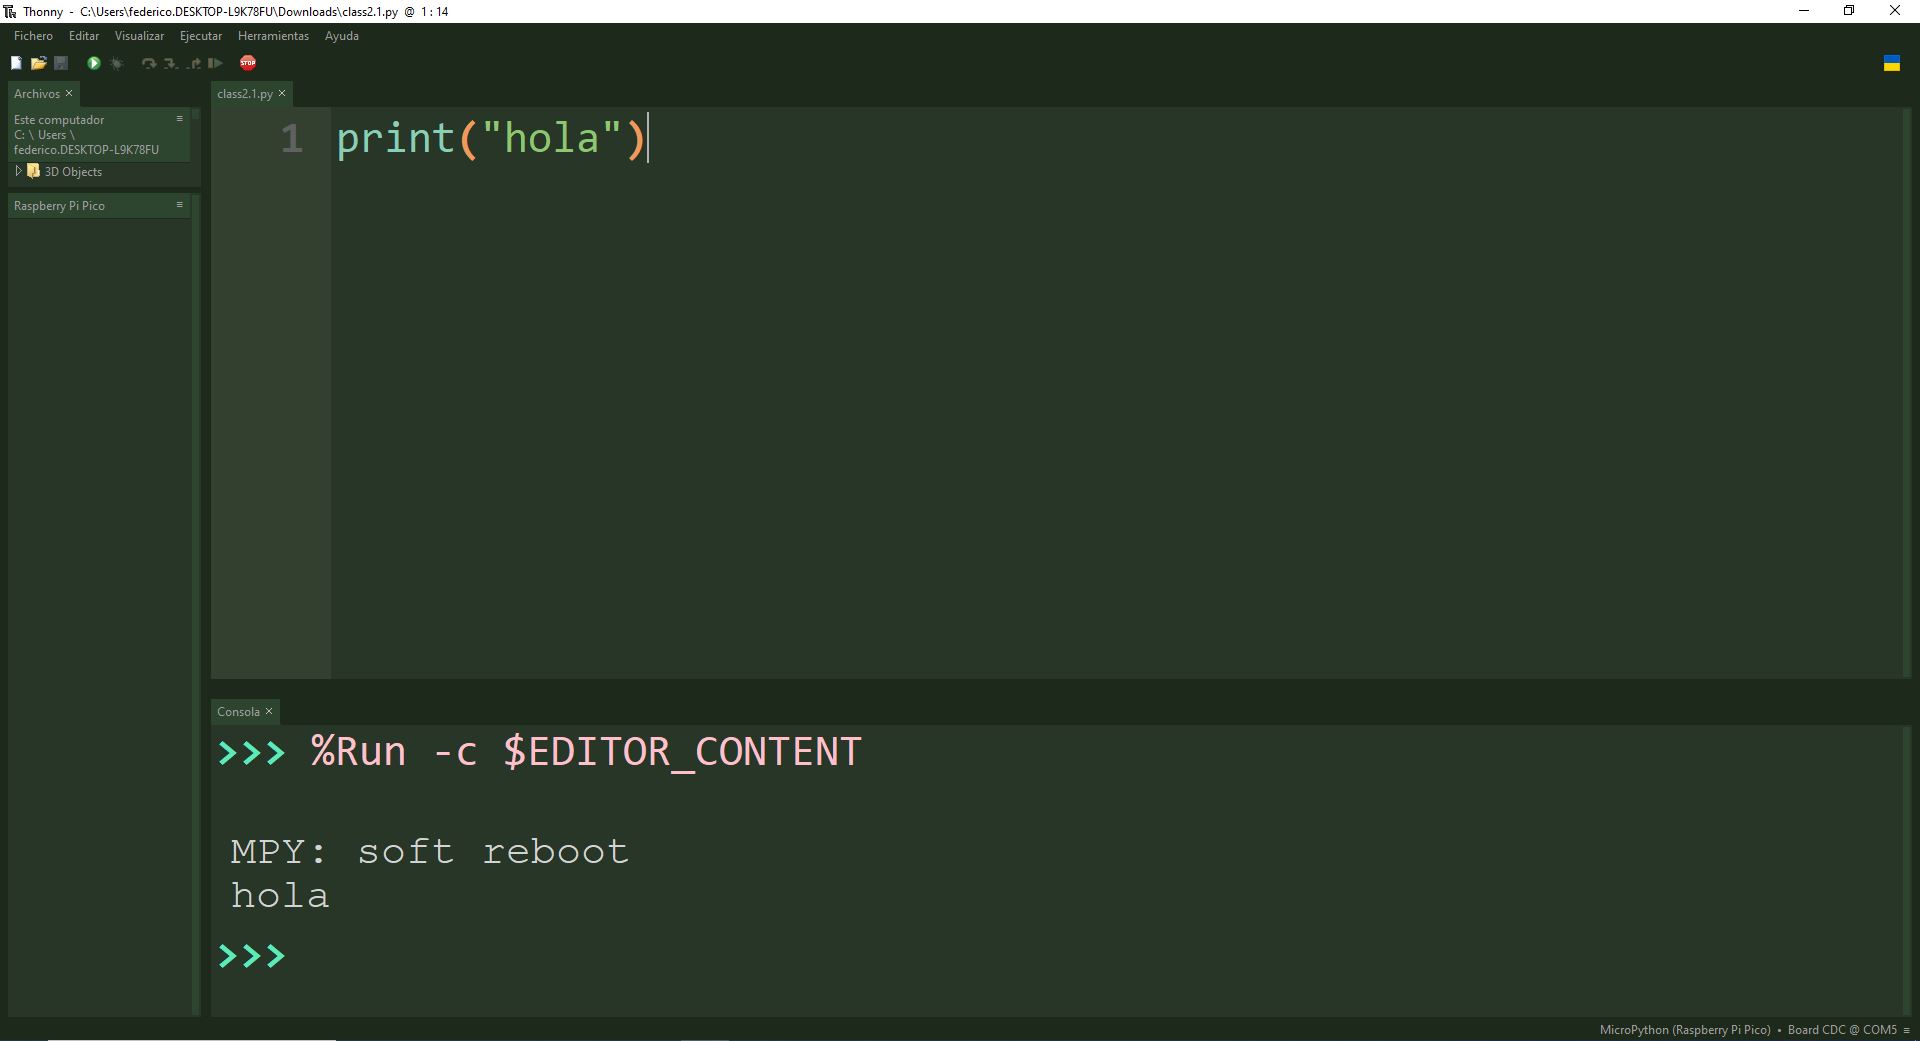 Thonny - C:\Users\federico.DESKTOP-L9K78FU\Downloads\class2.1.py @ 1 : 14
Fichero Editar Visualizar Ejecutar Herramientas Ayuda
STOP
Archivos ×
Este computador
C: \ Users \
federico.DESKTOP-L9K78FU
3D Objects
Raspberry Pi Pico
class2.1.py ×
1 print("hola")
Consola ×
>>> %Run -c $EDITOR_CONTENT
MPY: soft reboot
hola
>>>
MicroPython (Raspberry Pi Pico) • Board CDC @ COM5 ≡